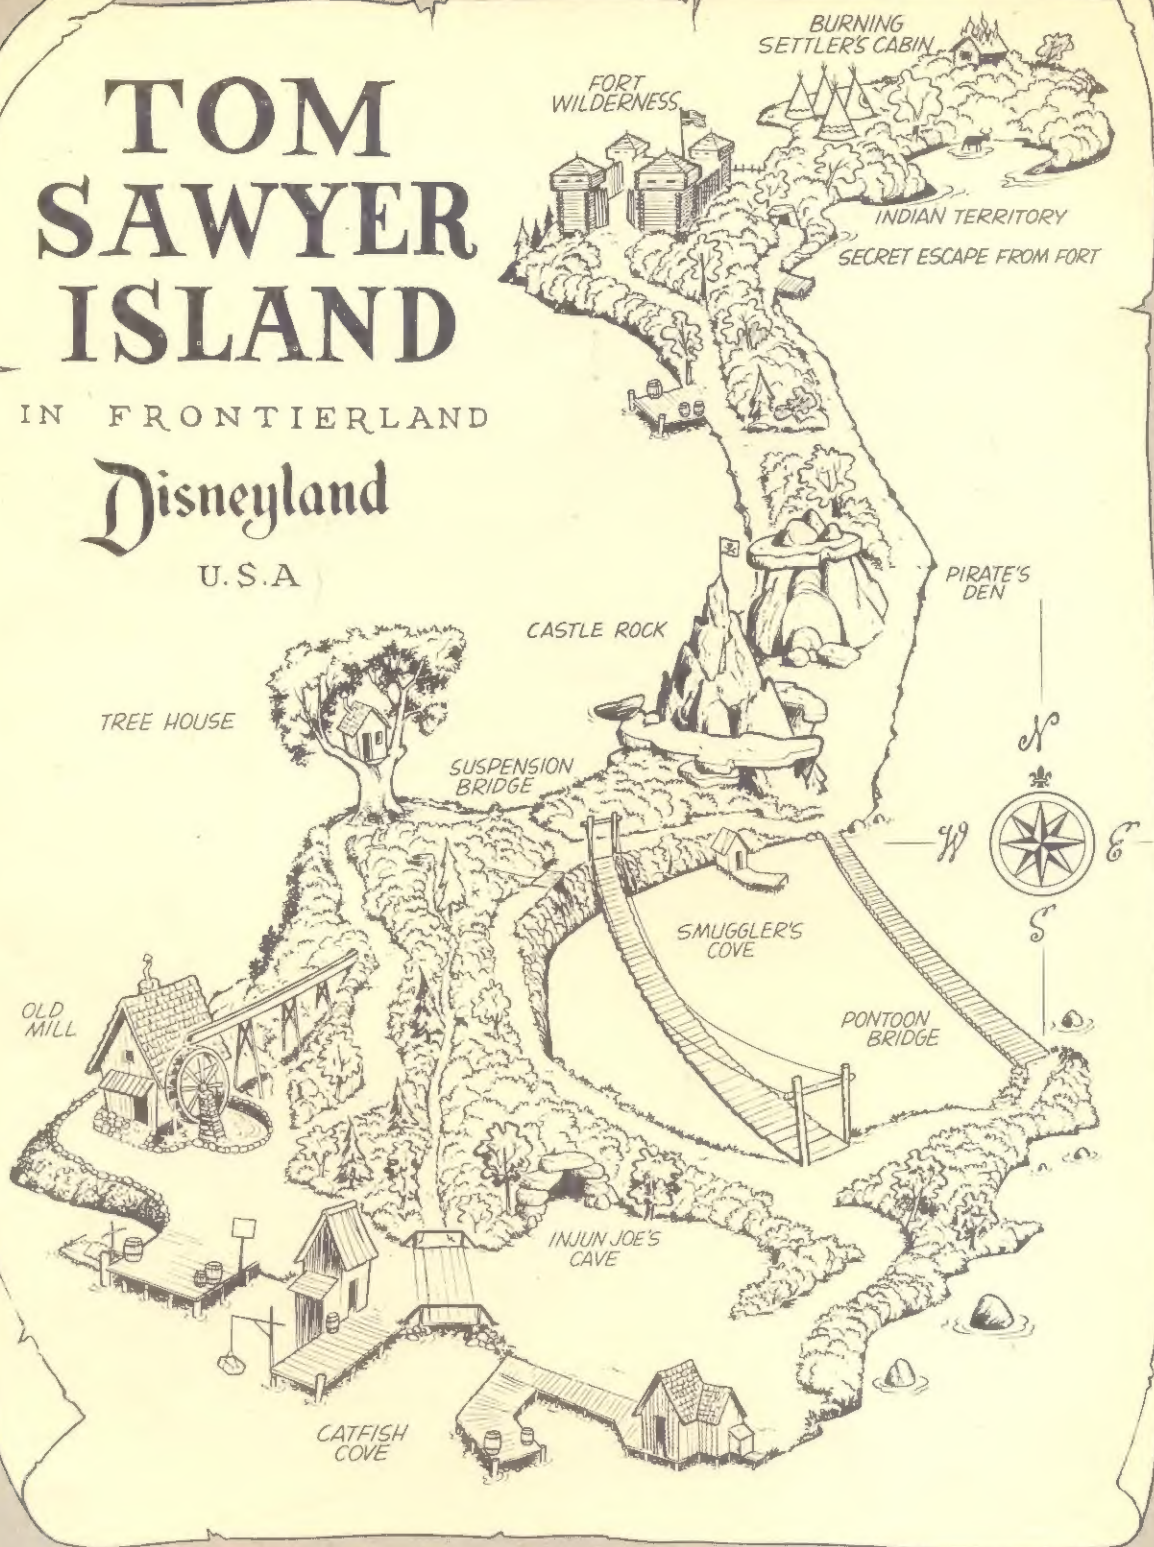 TOM
SAWYER
ISLAND
IN FRONTIERLAND
Disneyland
U.S.A
BURNING
SETTLER'S CABIN
FORT
WILDERNESS
INDIAN TERRITORY
SECRET ESCAPE FROM FORT
PIRATE'S
DEN
CASTLE ROCK
TREE HOUSE
SUSPENSION
BRIDGE
N
W
E
S
SMUGGLER'S
COVE
OLD
MILL
PONTOON
BRIDGE
INJUN JOE'S
CAVE
CATFISH
COVE